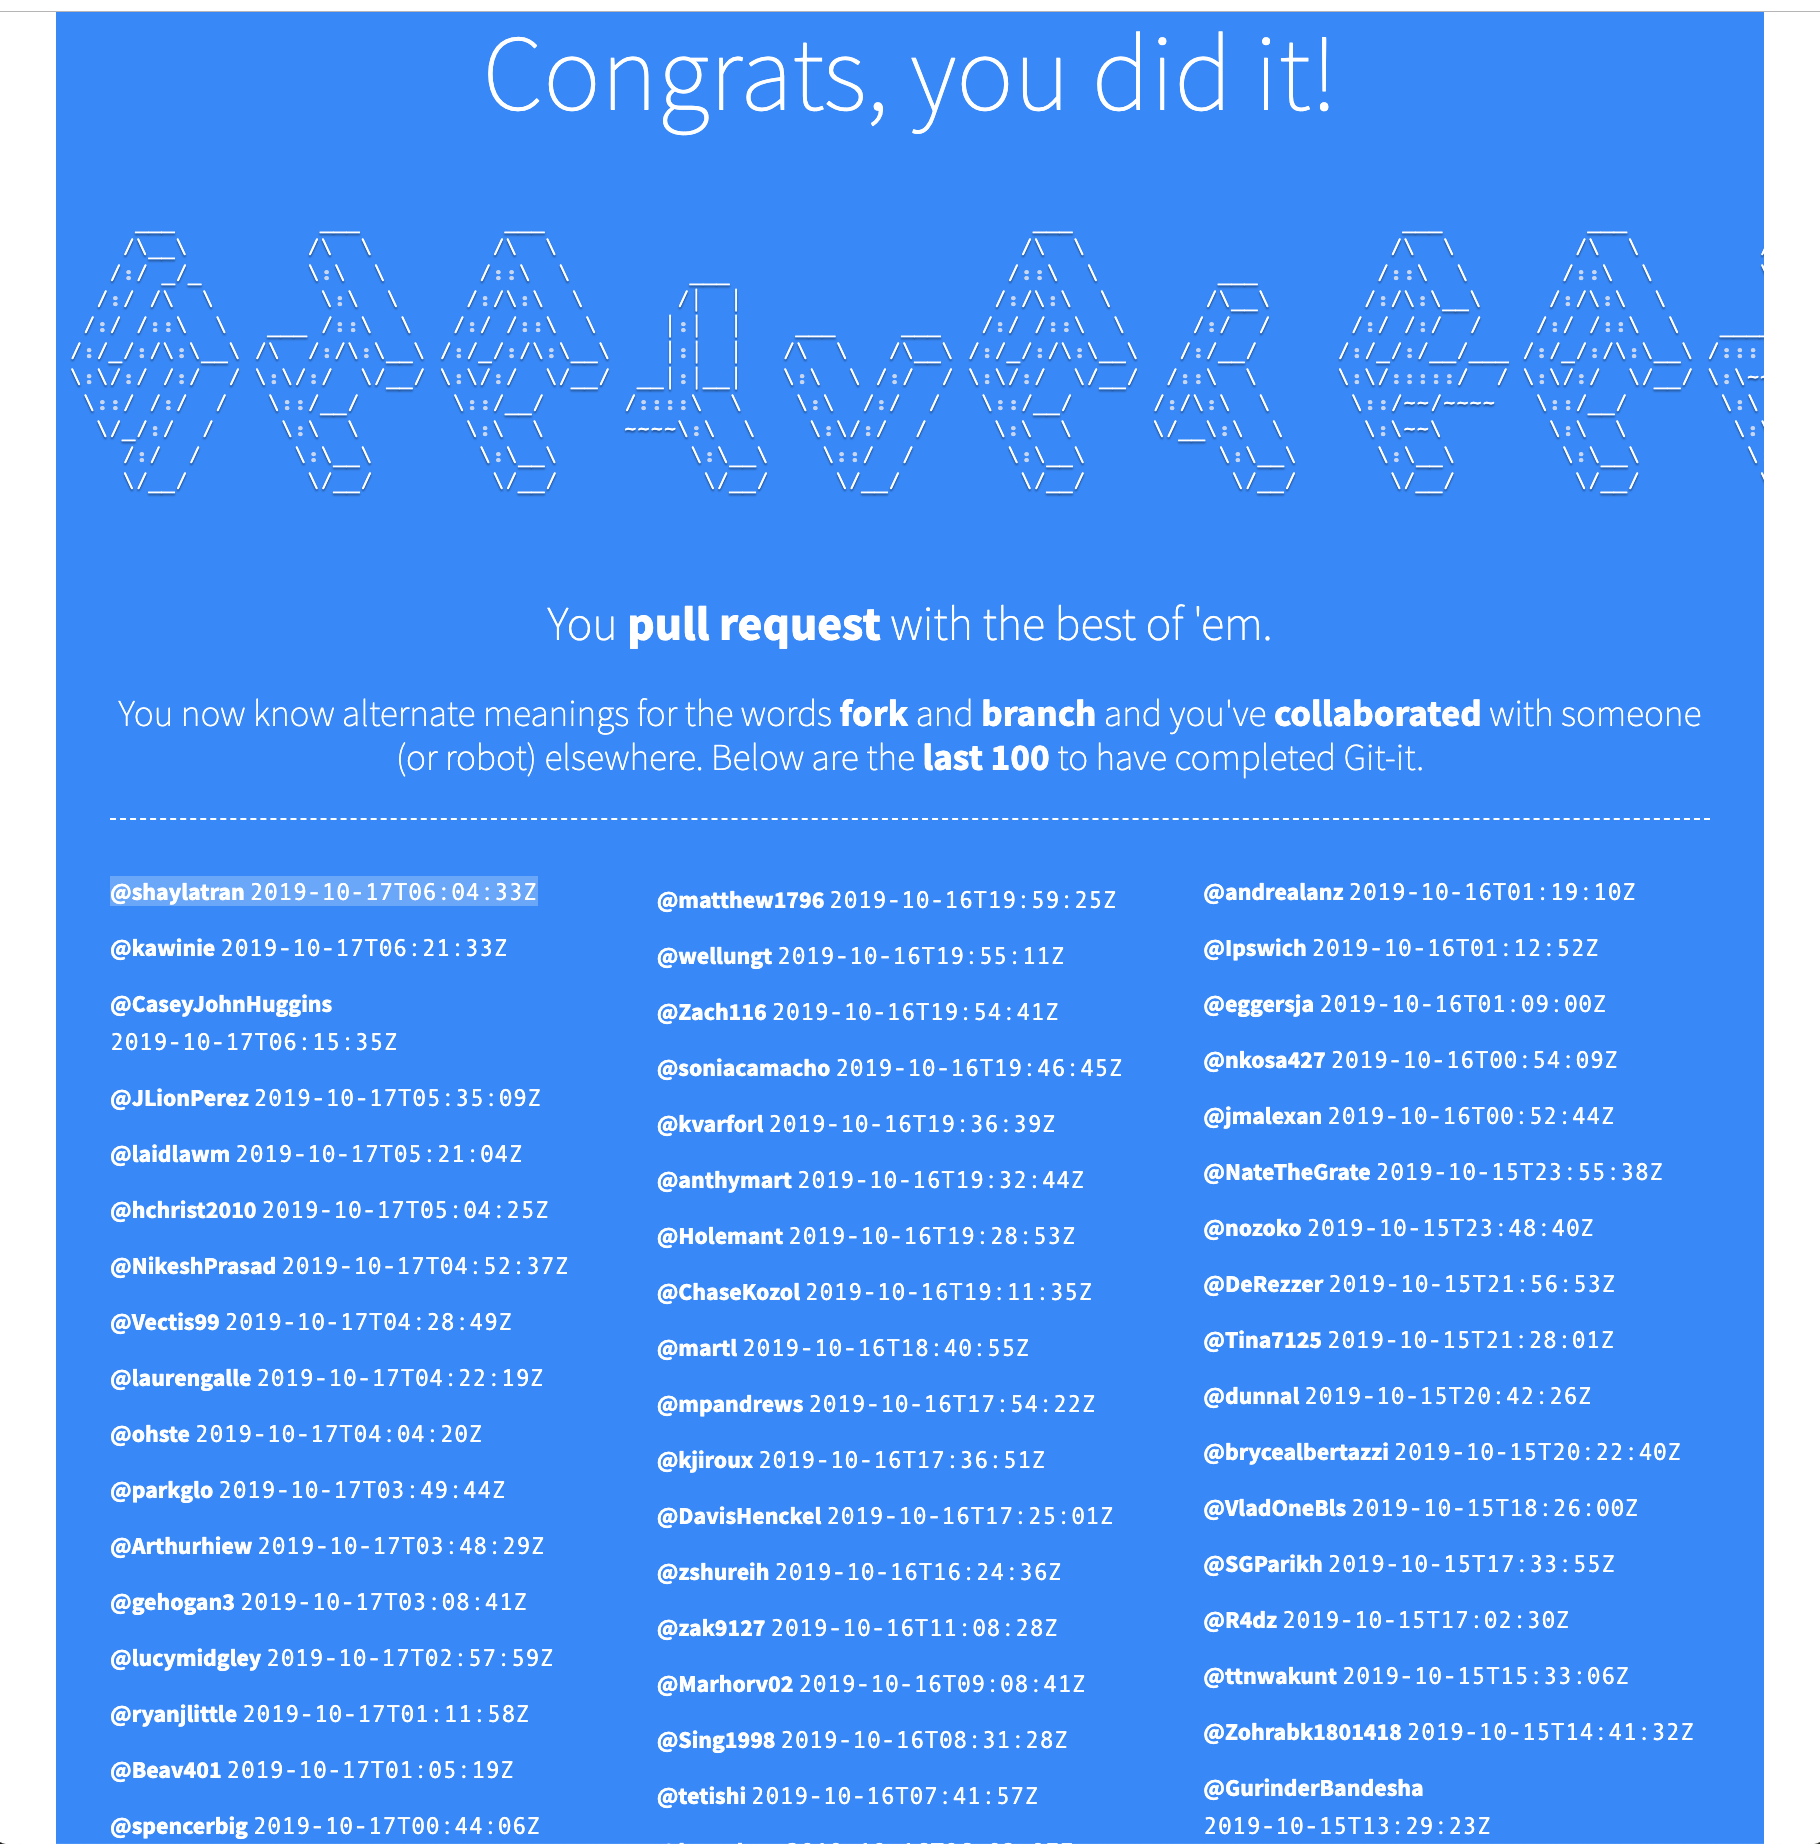 Congrats, you did it!
You pull request with the best of 'em.
You now know alternate meanings for the words fork and branch and you've collaborated with someone
(or robot) elsewhere. Below are the last 100 to have completed Git-it.
@shaylatran 2019-10-17T06:04:33Z
@kawinie 2019-10-17T06:21:33Z
@CaseyJohnHuggins
2019-10-17T06:15:35Z
@JLionPerez 2019-10-17T05:35:09Z
@laidlawm 2019-10-17T05:21:04Z
@hchrist2010 2019-10-17T05:04:25Z
@NikeshPrasad 2019-10-17T04:52:37Z
@Vectis99 2019-10-17T04:28:49Z
@laurengalle 2019-10-17T04:22:19Z
@ohste 2019-10-17T04:04:20Z
@parkglo 2019-10-17T03:49:44Z
@Arthurhiew 2019-10-17T03:48:29Z
@gehogan3 2019-10-17T03:08:41Z
@lucymidgley 2019-10-17T02:57:59Z
@ryanjlittle 2019-10-17T01:11:58Z
@Beav401 2019-10-17T01:05:19Z
@spencerbig 2019-10-17T00:44:06Z
@matthew1796 2019-10-16T19:59:25Z
@wellungt 2019-10-16T19:55:11Z
@Zach116 2019-10-16T19:54:41Z
@soniacamacho 2019-10-16T19:46:45Z
@kvarforl 2019-10-16T19:36:39Z
@anthymart 2019-10-16T19:32:44Z
@Holemant 2019-10-16T19:28:53Z
@ChaseKozol 2019-10-16T19:11:35Z
@martl 2019-10-16T18:40:55Z
@mpandrews 2019-10-16T17:54:22Z
@kjiroux 2019-10-16T17:36:51Z
@DavisHenckel 2019-10-16T17:25:01Z
@zshureih 2019-10-16T16:24:36Z
@zak9127 2019-10-16T11:08:28Z
@Marhorv02 2019-10-16T09:08:41Z
@Sing1998 2019-10-16T08:31:28Z
@tetishi 2019-10-16T07:41:57Z
@andrealanz 2019-10-16T01:19:10Z
@Ipswich 2019-10-16T01:12:52Z
@eggersja 2019-10-16T01:09:00Z
@nkosa427 2019-10-16T00:54:09Z
@jmalexan 2019-10-16T00:52:44Z
@NateTheGrate 2019-10-15T23:55:38Z
@nozoko 2019-10-15T23:48:40Z
@DeRezzer 2019-10-15T21:56:53Z
@Tina7125 2019-10-15T21:28:01Z
@dunnal 2019-10-15T20:42:26Z
@brycealbertazzi 2019-10-15T20:22:40Z
@VladOneBls 2019-10-15T18:26:00Z
@SGParikh 2019-10-15T17:33:55Z
@R4dz 2019-10-15T17:02:30Z
@ttnwakunt 2019-10-15T15:33:06Z
@Zohrabk1801418 2019-10-15T14:41:32Z
@GurinderBandesha
2019-10-15T13:29:23Z